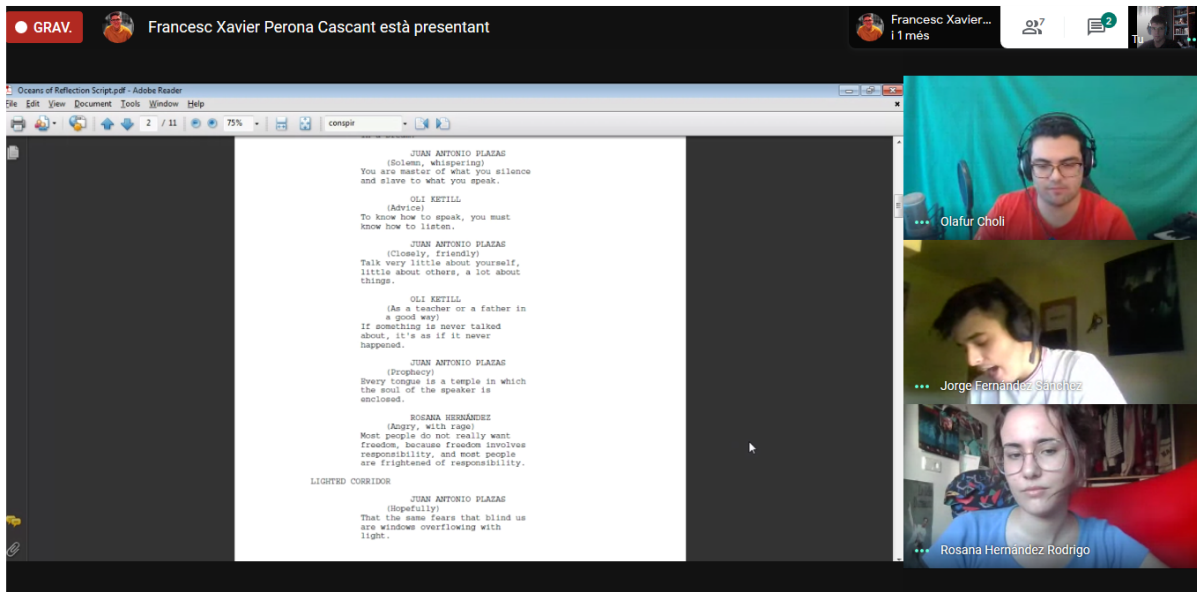 GRAV.
Francesc Xavier Perona Cascant està presentant
Francesc Xavier...
i 1 més
7
2
Tu
Oceans of Reflection Script.pdf - Adobe Reader
File Edit View Document Tools Window Help
2 / 11
75%
conspir
JUAN ANTONIO PLAZAS
(Solemn, whispering)
You are master of what you silence
and slave to what you speak.
OLI KETILL
(Advice)
To know how to speak, you must
know how to listen.
JUAN ANTONIO PLAZAS
(Closely, friendly)
Talk very little about yourself,
little about others, a lot about
things.
OLI KETILL
(As a teacher or a father in
a good way)
If something is never talked
about, it's as if it never
happened.
JUAN ANTONIO PLAZAS
(Prophecy)
Every tongue is a temple in which
the soul of the speaker is
enclosed.
ROSANA HERNÁNDEZ
(Angry, with rage)
Most people do not really want
freedom, because freedom involves
responsibility, and most people
are frightened of responsibility.
LIGHTED CORRIDOR
JUAN ANTONIO PLAZAS
(Hopefully)
That the same fears that blind us
are windows overflowing with
light.
Olafur Choli
Jorge Fernandez Sanchez
Rosana Hernández Rodrigo